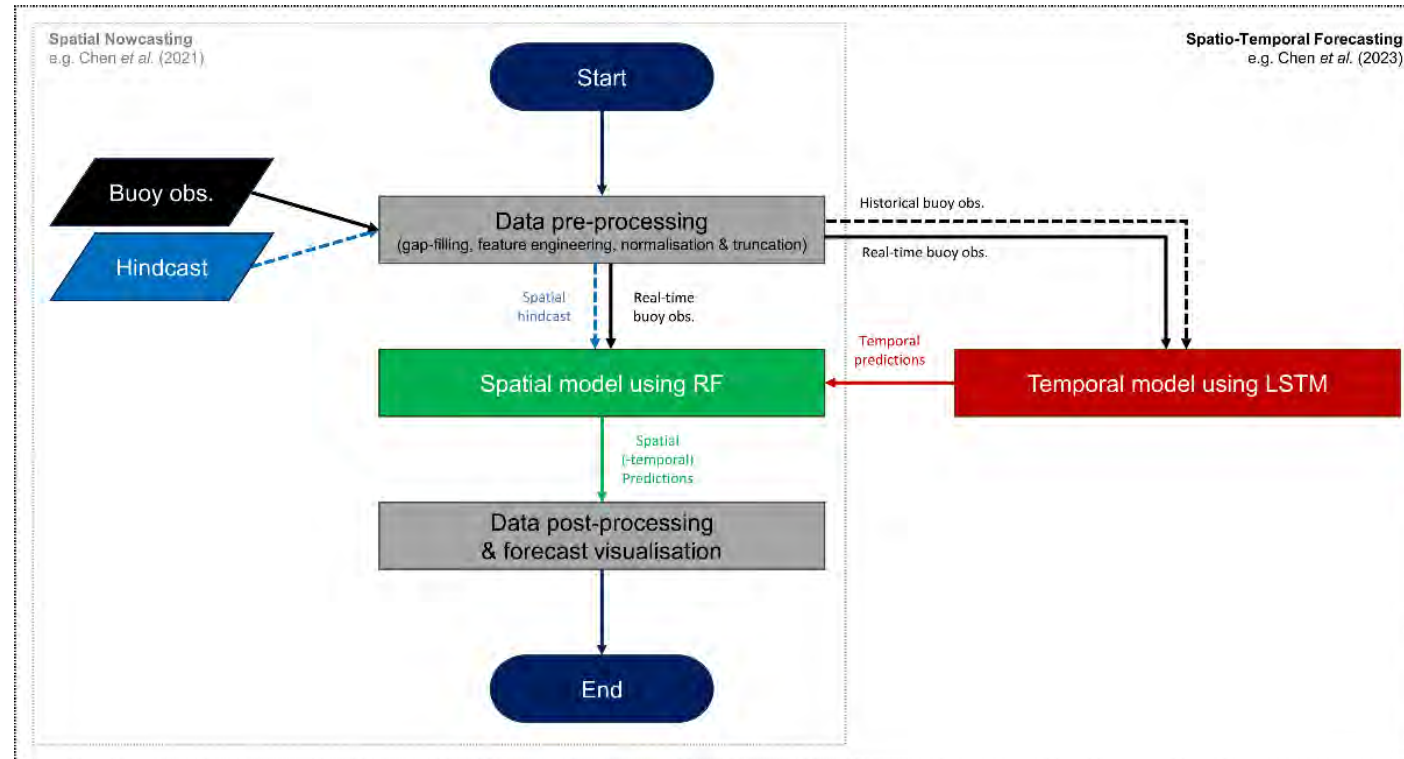 Spatial Nowcasting
e.g. Chen et al. (2021)
Spatio-Temporal Forecasting
e.g. Chen et al. (2023)
Start
Buoy obs.
Hindcast
Data pre-processing
(gap-filling, feature engineering, normalisation & truncation)
Historical buoy obs.
Real-time buoy obs.
Spatial
hindcast
Real-time
buoy obs.
Temporal
predictions
Spatial model using RF
Temporal model using LSTM
Spatial
(-temporal)
Predictions
Data post-processing
& forecast visualisation
End